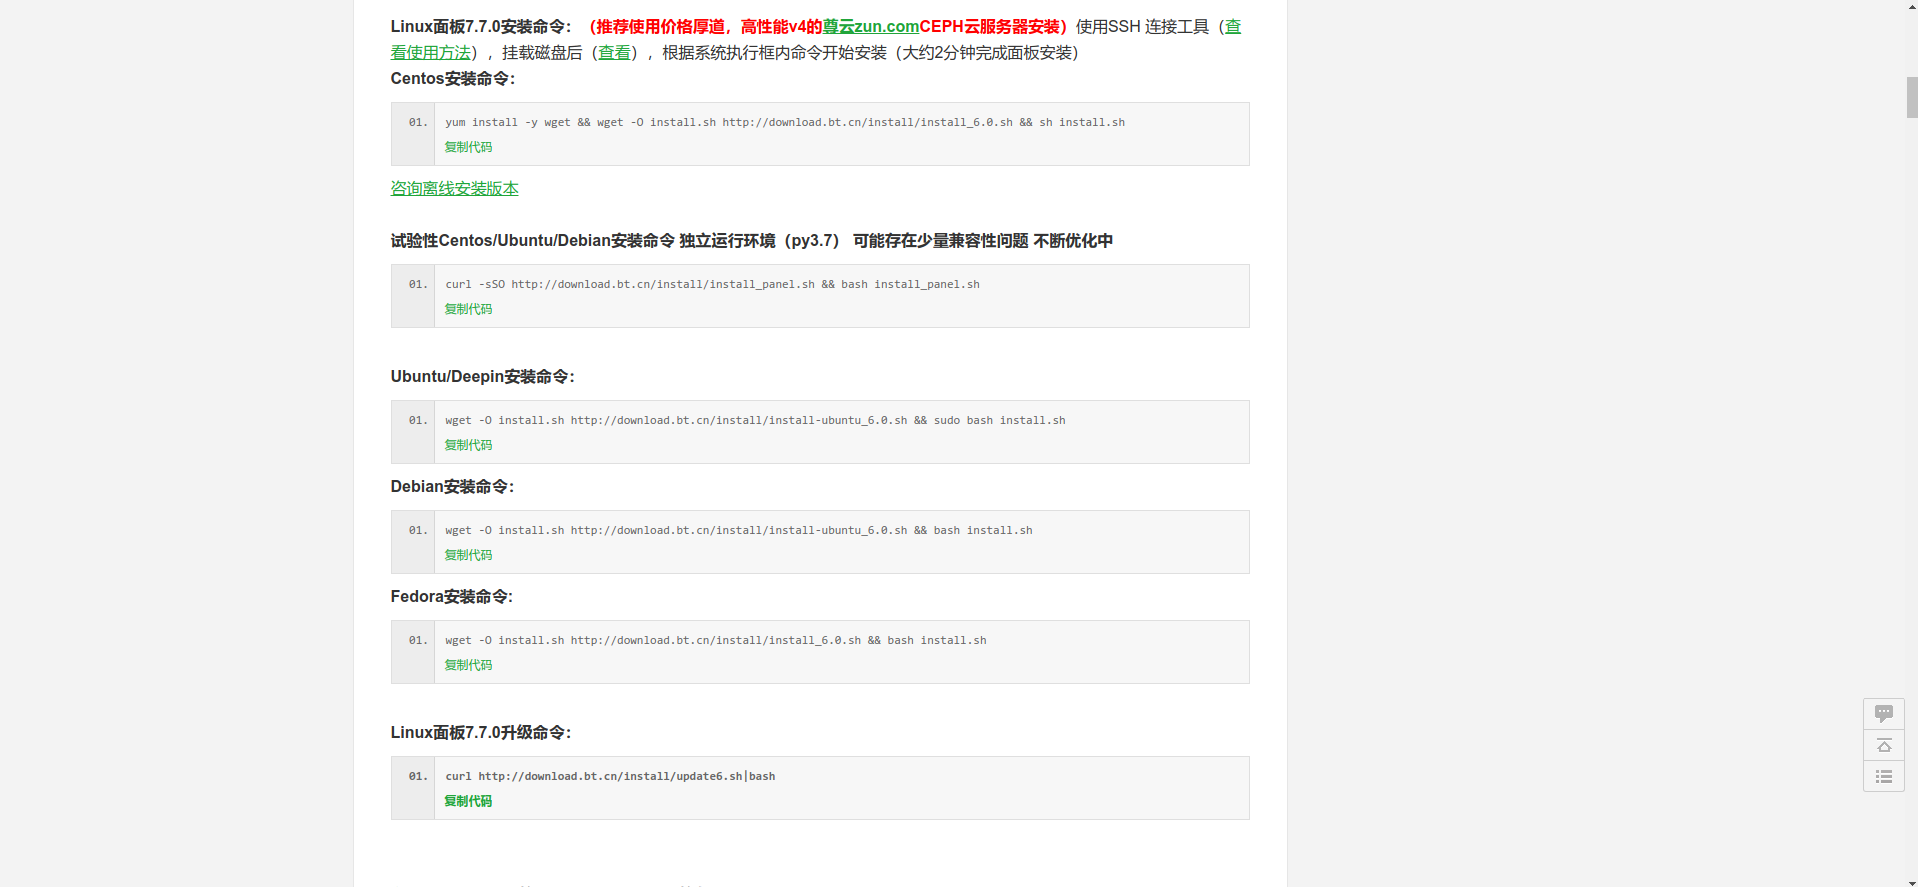 Linux面板7.7.0安装命令：（推荐使用价格厚道，高性能v4的尊云zun.comCEPH云服务器安装）使用SSH 连接工具（查
看使用方法），挂载磁盘后（查看），根据系统执行框内命令开始安装（大约2分钟完成面板安装）
Centos安装命令：
01. yum install -y wget && wget -O install.sh http://download.bt.cn/install/install_6.0.sh && sh install.sh
复制代码
咨询离线安装版本
试验性Centos/Ubuntu/Debian安装命令 独立运行环境（py3.7） 可能存在少量兼容性问题 不断优化中
01. curl -sSO http://download.bt.cn/install/install_panel.sh && bash install_panel.sh
复制代码
Ubuntu/Deepin安装命令：
01. wget -O install.sh http://download.bt.cn/install/install-ubuntu_6.0.sh && sudo bash install.sh
复制代码
Debian安装命令：
01. wget -O install.sh http://download.bt.cn/install/install-ubuntu_6.0.sh && bash install.sh
复制代码
Fedora安装命令:
01. wget -O install.sh http://download.bt.cn/install/install_6.0.sh && bash install.sh
复制代码
Linux面板7.7.0升级命令：
01. curl http://download.bt.cn/install/update6.sh|bash
复制代码